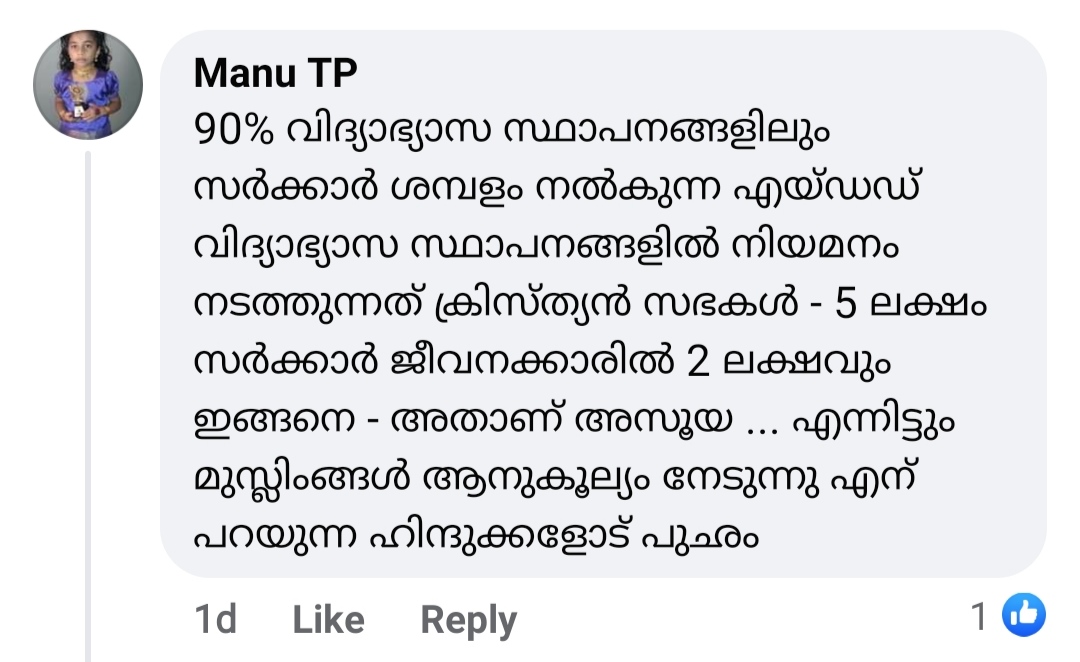 Manu TP
90% വിദ്യാഭ്യാസ സ്ഥാപനങ്ങളിലും
സർക്കാർ ശമ്പളം നൽകുന്ന എയ്ഡഡ്
വിദ്യാഭ്യാസ സ്ഥാപനങ്ങളിൽ നിയമനം
നടത്തുന്നത് ക്രിസ്ത്യൻ സഭകൾ - 5 ലക്ഷം
സർക്കാർ ജീവനക്കാരിൽ 2 ലക്ഷവും
ഇങ്ങനെ - അതാണ് അസൂയ ... എന്നിട്ടും
മുസ്ലിംങ്ങൾ ആനുകൂല്യം നേടുന്നു എന്
പറയുന്ന ഹിന്ദുക്കളോട് പുഛം
1d Like Reply 1